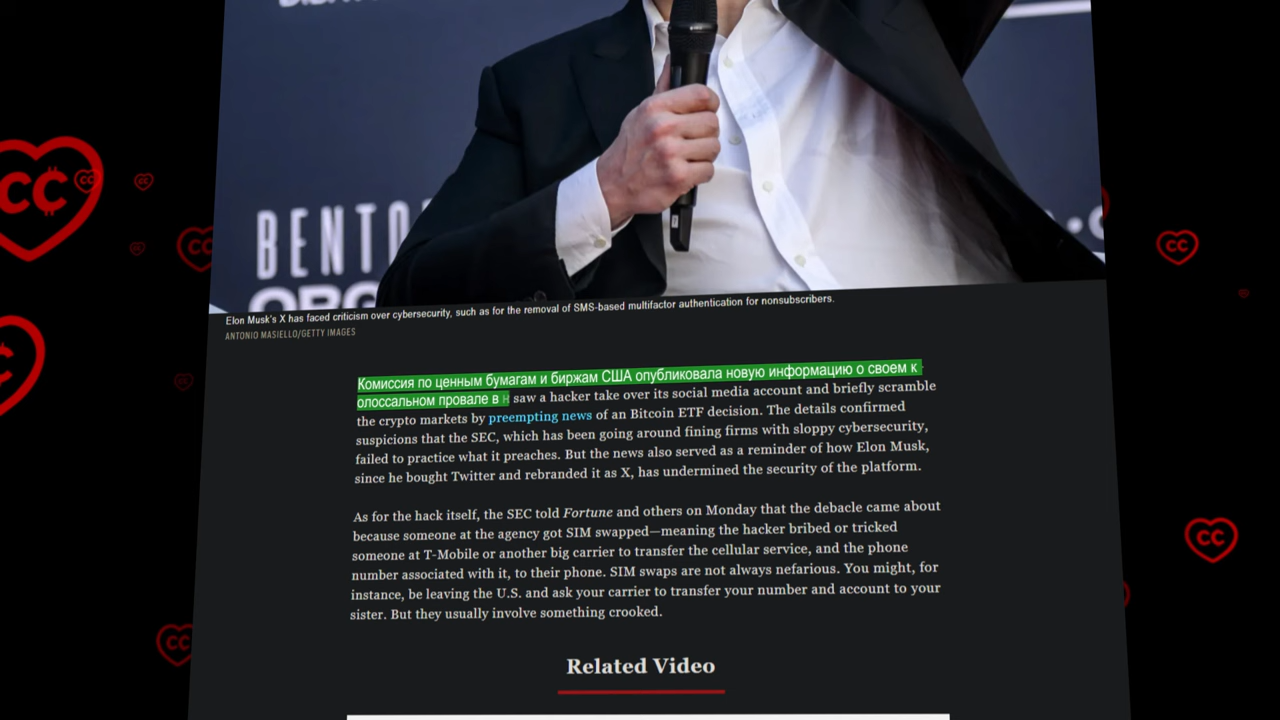 BENTO
ORG
Elon Musk's X has faced criticism over cybersecurity, such as for the removal of SMS-based multifactor authentication for nonsubscribers.
ANTONIO MASIELLO/GETTY IMAGES
Комиссия по ценным бумагам и биржам США опубликовала новую информацию о своем к
олоссальном провале в н saw a hacker take over its social media account and briefly scramble
the crypto markets by preempting news of an Bitcoin ETF decision. The details confirmed
suspicions that the SEC, which has been going around fining firms with sloppy cybersecurity,
failed to practice what it preaches. But the news also served as a reminder of how Elon Musk,
since he bought Twitter and rebranded it as X, has undermined the security of the platform.
As for the hack itself, the SEC told Fortune and others on Monday that the debacle came about
because someone at the agency got SIM swapped—meaning the hacker bribed or tricked
someone at T-Mobile or another big carrier to transfer the cellular service, and the phone
number associated with it, to their phone. SIM swaps are not always nefarious. You might, for
instance, be leaving the U.S. and ask your carrier to transfer your number and account to your
sister. But they usually involve something crooked.
Related Video
CC
CC
CC
CC
CC
CC
CC